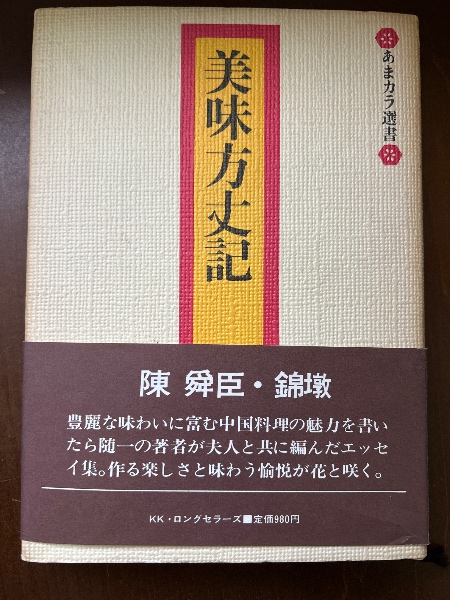 あまカラ選書
美味方丈記
陳 舜臣・錦墩
豊麗な味わいに富む中国料理の魅力を書い
たら随一の著者が夫人と共に編んだエッセ
イ集。作る楽しさと味わう愉悦が花と咲く。
KK・ロングセラーズ■定価980円